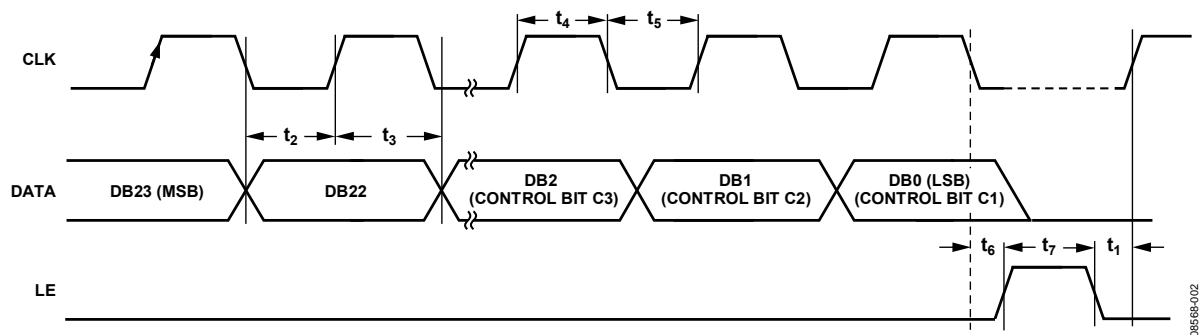 t4 t5
CLK
t2 t3
DATA
DB23 (MSB)
DB22
DB2
(CONTROL BIT C3)
DB1
(CONTROL BIT C2)
DB0 (LSB)
(CONTROL BIT C1)
t6 t7 t1
LE
08568-002